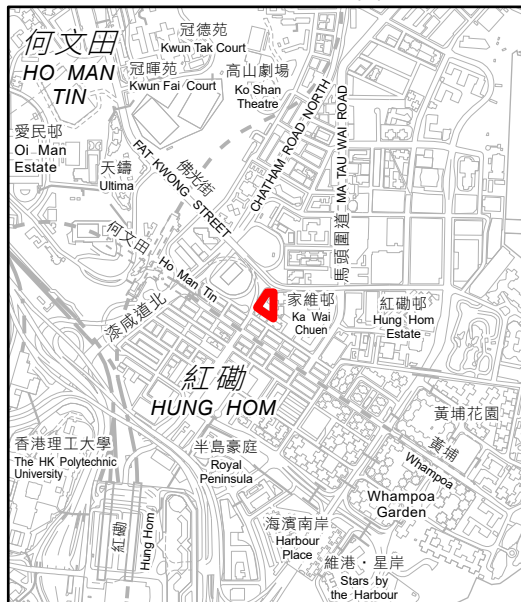 冠德苑
Kwun Tak Court
何文田
HO MAN
TIN
冠暉苑
Kwun Fai Court
高山劇場
Ko Shan
Theatre
CHATHAM ROAD NORTH
馬頭圍道 MA TAU WAI ROAD
愛民邨
Oi Man
Estate
天鑄
Ultima
佛光街
FAT KWONG STREET
何文田
Ho Man Tin
漆咸道北
家維邨
Ka Wai
Chuen
紅磡邨
Hung Hom
Estate
紅磡
HUNG HOM
黃埔花園
黃埔
Whampoa
Whampoa
Garden
香港理工大學
The HK Polytechnic
University
半島豪庭
Royal
Peninsula
紅磡
Hung Hom
海濱南岸
Harbour
Place
維港・星岸
Stars by
the Harbour